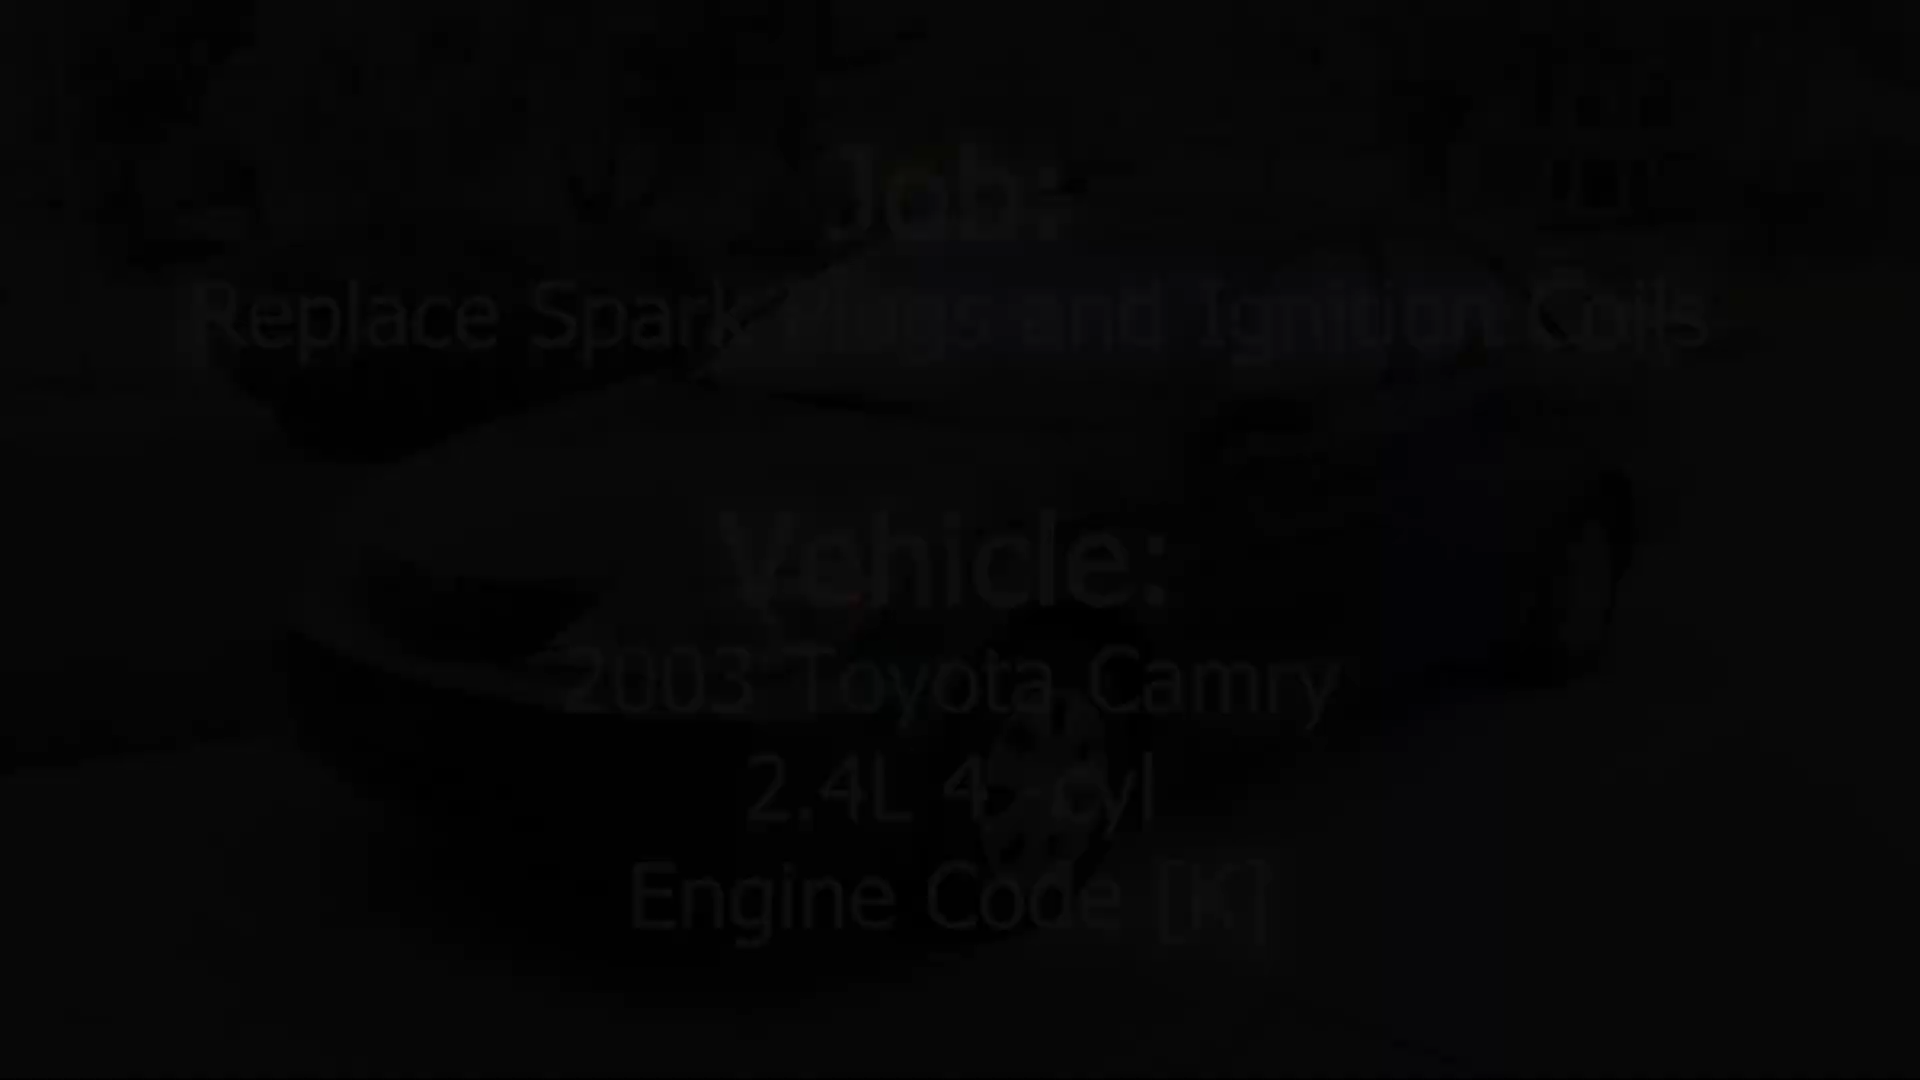 Job:
Replace Spark Plugs and Ignition Coils
Vehicle:
2003 Toyota Camry
2.4L 4-cyl
Engine Code [K]